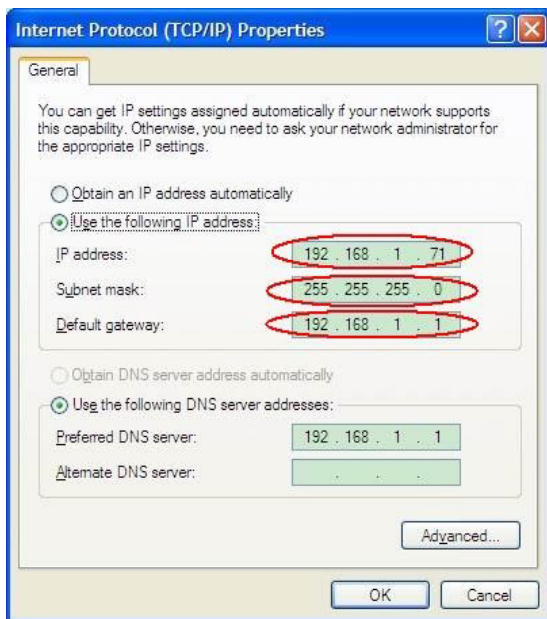 Internet Protocol (TCP/IP) Properties
General
You can get IP settings assigned automatically if your network supports
this capability. Otherwise, you need to ask your network administrator for
the appropriate IP settings.
Obtain an IP address automatically
Use the following IP address:
IP address: 192 . 168 . 1 . 71
Subnet mask: 255 . 255 . 255 . 0
Default gateway: 192 . 168 . 1 . 1
Obtain DNS server address automatically
Use the following DNS server addresses:
Preferred DNS server: 192 . 168 . 1 . 1
Alternate DNS server: . . .
Advanced...
OK Cancel